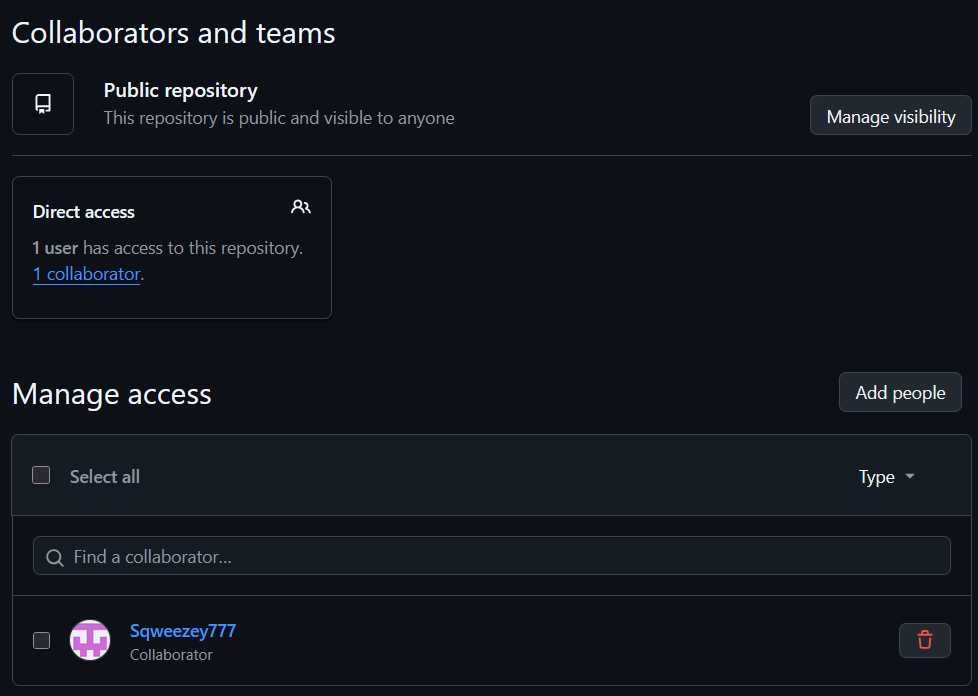 Collaborators and teams
Public repository
This repository is public and visible to anyone
Manage visibility
Direct access
1 user has access to this repository.
1 collaborator.
Manage access
Add people
Select all
Type
Find a collaborator...
Sqweezey777
Collaborator